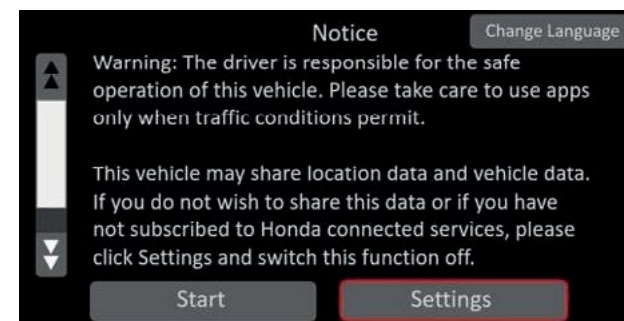 Notice
Change Language
Warning: The driver is responsible for the safe
operation of this vehicle. Please take care to use apps
only when traffic conditions permit.
This vehicle may share location data and vehicle data.
If you do not wish to share this data or if you have
not subscribed to Honda connected services, please
click Settings and switch this function off.
Start
Settings